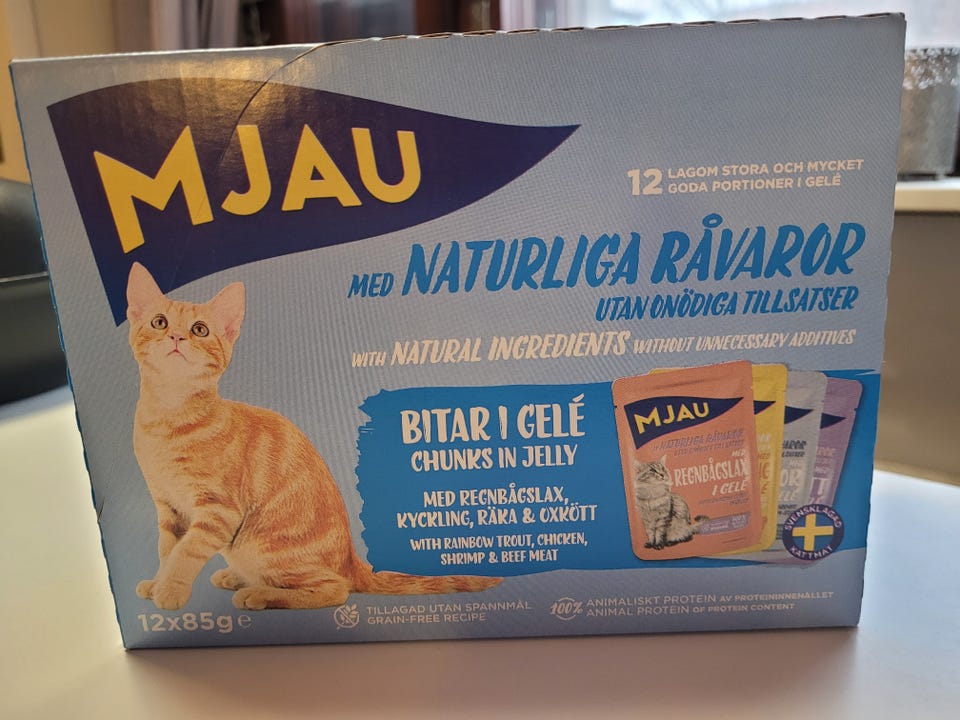 MJAU
12 LAGOM STORA OCH MYCKET
GODA PORTIONER I GELÉ
MED NATURLIGA RÅVAROR
UTAN ONÖDIGA TILLSATSER
WITH NATURAL INGREDIENTS WITHOUT UNNECESSARY ADDITIVES
BITAR I GELÉ
CHUNKS IN JELLY
MED REGNBÅGSLAX,
KYCKLING, RÄKA & OXKÖTT
WITH RAINBOW TROUT, CHICKEN,
SHRIMP & BEEF MEAT
MJAU
NATURLIGA RÅVAROR
MED
REGNBÅGSLAX
I GELÉ
SVENSKLAGAD
KATTMAT
12x85g e
TILLAGAD UTAN SPANNMÅL
GRAIN-FREE RECIPE
100% ANIMALISKT PROTEIN AV PROTEININNEHÅLLET
ANIMAL PROTEIN OF PROTEIN CONTENT